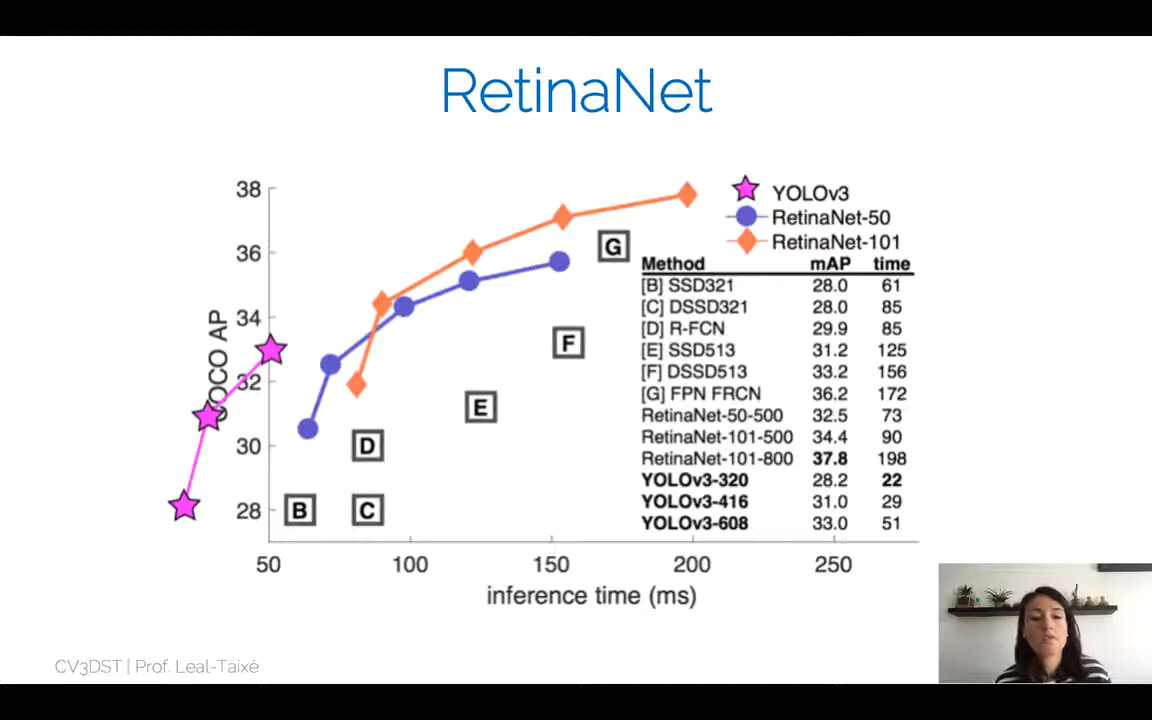 RetinaNet
38
36
34
32
30
28
COCO AP
50 100 150 200 250
inference time (ms)
B
C
D
E
F
G
YOLOv3
RetinaNet-50
RetinaNet-101
Method mAP time
[B] SSD321 28.0 61
[C] DSSD321 28.0 85
[D] R-FCN 29.9 85
[E] SSD513 31.2 125
[F] DSSD513 33.2 156
[G] FPN FRCN 36.2 172
RetinaNet-50-500 32.5 73
RetinaNet-101-500 34.4 90
RetinaNet-101-800 37.8 198
YOLOv3-320 28.2 22
YOLOv3-416 31.0 29
YOLOv3-608 33.0 51
CV3DST | Prof. Leal-Taixé